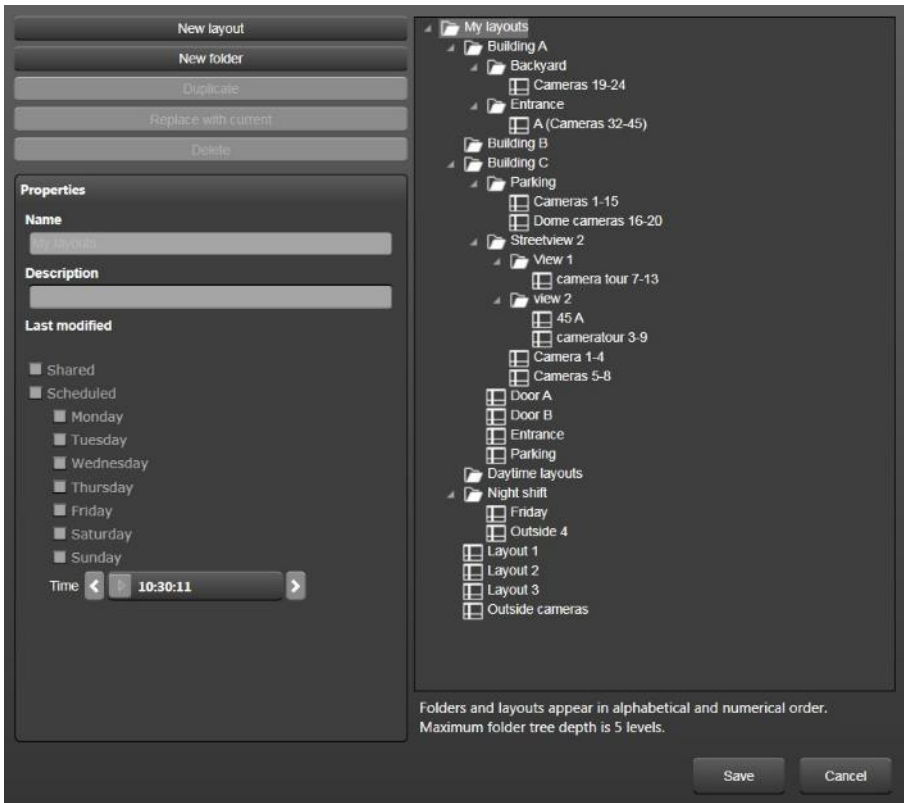 New layout
New folder
Duplicate
Replace with current
Delete
Properties
Name
My layouts
Description
Last modified
Shared
Scheduled
Monday
Tuesday
Wednesday
Thursday
Friday
Saturday
Sunday
Time 10:30:11
My layouts
Building A
Backyard
Cameras 19-24
Entrance
A (Cameras 32-45)
Building B
Building C
Parking
Cameras 1-15
Dome cameras 16-20
Streetview 2
View 1
camera tour 7-13
view 2
45 A
cameratour 3-9
Camera 1-4
Cameras 5-8
Door A
Door B
Entrance
Parking
Daytime layouts
Night shift
Friday
Outside 4
Layout 1
Layout 2
Layout 3
Outside cameras
Folders and layouts appear in alphabetical and numerical order.
Maximum folder tree depth is 5 levels.
Save Cancel